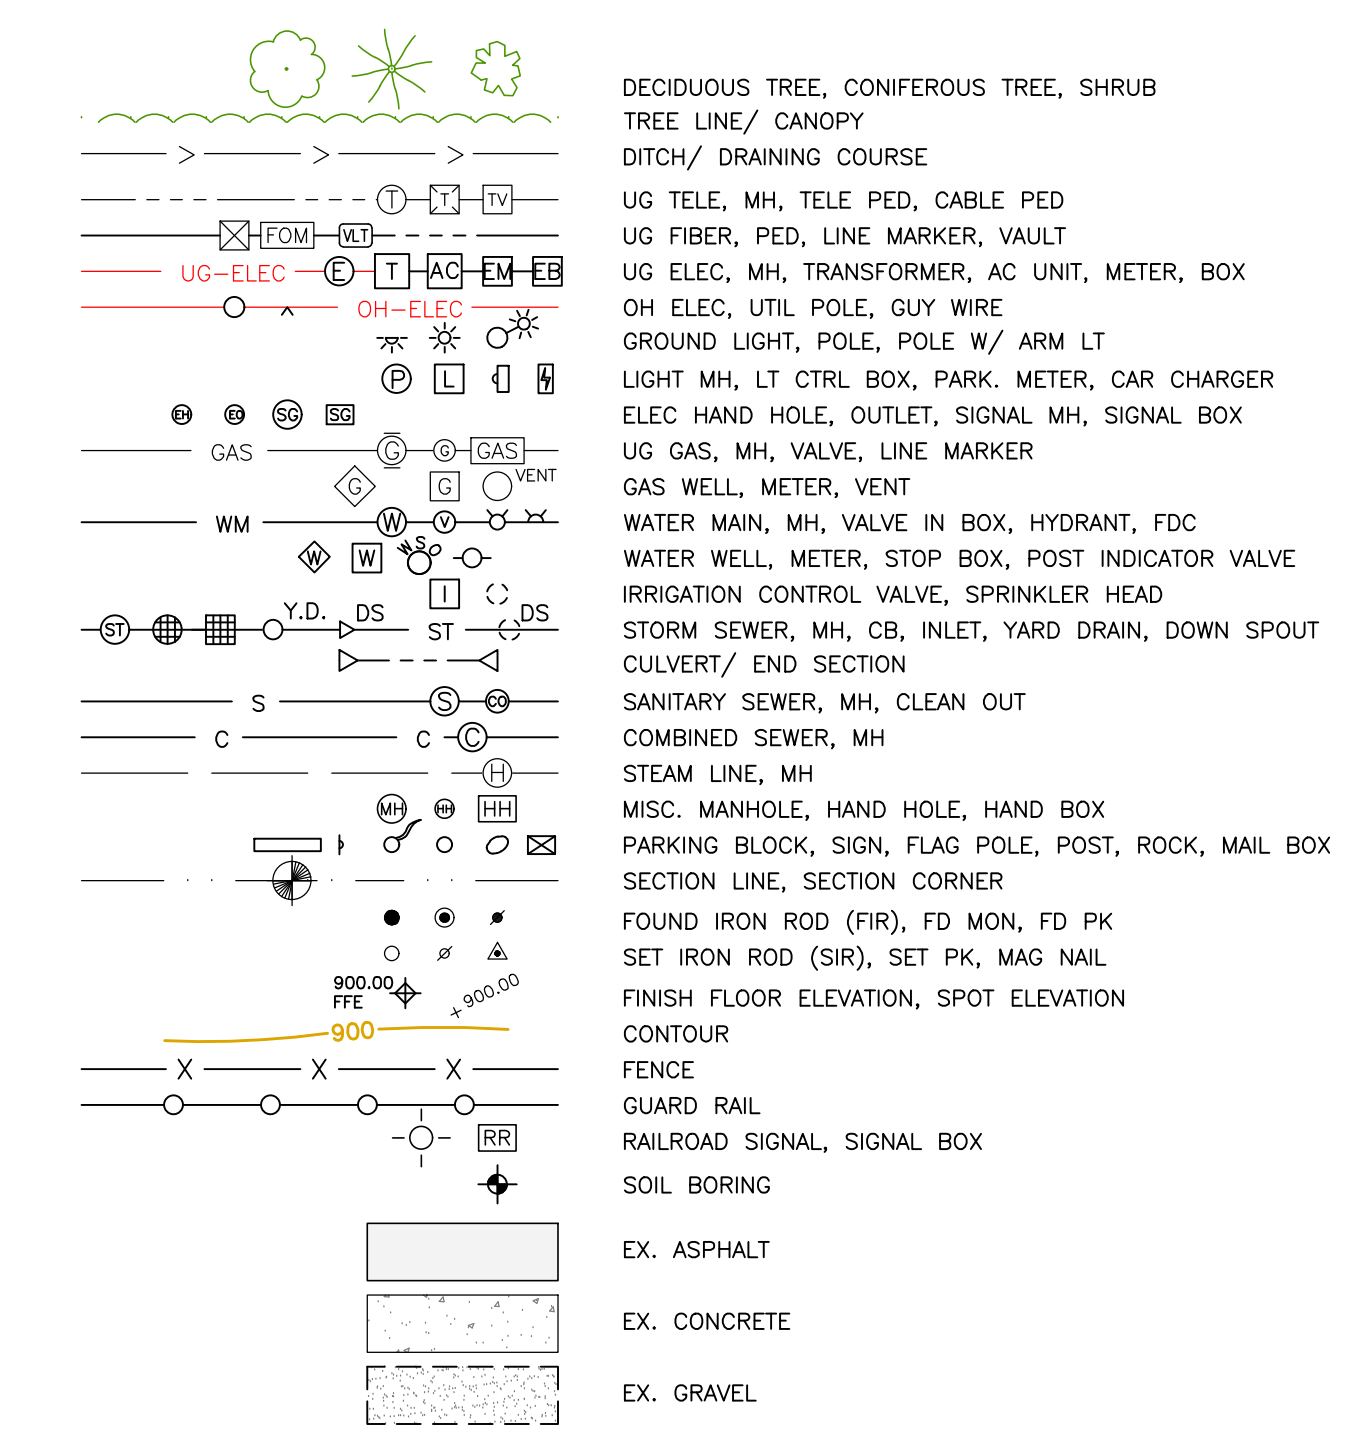 DECIDUOUS TREE, CONIFEROUS TREE, SHRUB
TREE LINE/ CANOPY
DITCH/ DRAINING COURSE
T T TV UG TELE, MH, TELE PED, CABLE PED
FOM VLT UG FIBER, PED, LINE MARKER, VAULT
UG-ELEC E T AC EM EB UG ELEC, MH, TRANSFORMER, AC UNIT, METER, BOX
OH-ELEC OH ELEC, UTIL POLE, GUY WIRE
GROUND LIGHT, POLE, POLE W/ ARM LT
P L LIGHT MH, LT CTRL BOX, PARK. METER, CAR CHARGER
EH EO SG SG ELEC HAND HOLE, OUTLET, SIGNAL MH, SIGNAL BOX
GAS G G GAS UG GAS, MH, VALVE, LINE MARKER
G G VENT GAS WELL, METER, VENT
WM W V WATER MAIN, MH, VALVE IN BOX, HYDRANT, FDC
W W WSO WATER WELL, METER, STOP BOX, POST INDICATOR VALVE
I IRRIGATION CONTROL VALVE, SPRINKLER HEAD
ST Y.D. DS ST DS STORM SEWER, MH, CB, INLET, YARD DRAIN, DOWN SPOUT
CULVERT/ END SECTION
S S CO SANITARY SEWER, MH, CLEAN OUT
C C C COMBINED SEWER, MH
H STEAM LINE, MH
MH HH HH MISC. MANHOLE, HAND HOLE, HAND BOX
PARKING BLOCK, SIGN, FLAG POLE, POST, ROCK, MAIL BOX
SECTION LINE, SECTION CORNER
FOUND IRON ROD (FIR), FD MON, FD PK
SET IRON ROD (SIR), SET PK, MAG NAIL
900.00
FFE +900.00 FINISH FLOOR ELEVATION, SPOT ELEVATION
900 CONTOUR
X X X FENCE
GUARD RAIL
RR RAILROAD SIGNAL, SIGNAL BOX
SOIL BORING
EX. ASPHALT
EX. CONCRETE
EX. GRAVEL